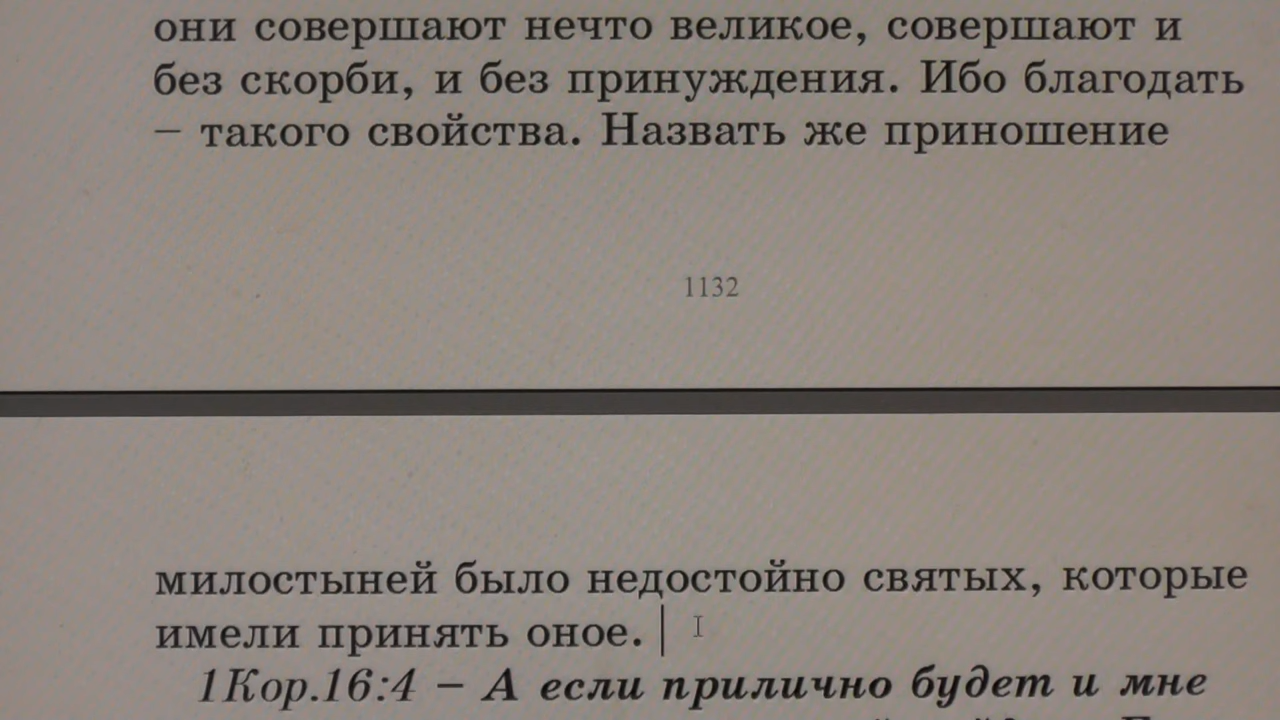 они совершают нечто великое, совершают и
без скорби, и без принуждения. Ибо благодать
– такого свойства. Назвать же приношение
1132
милостыней было недостойно святых, которые
имели принять оное.
1Кор.16:4 – А если прилично будет и мне